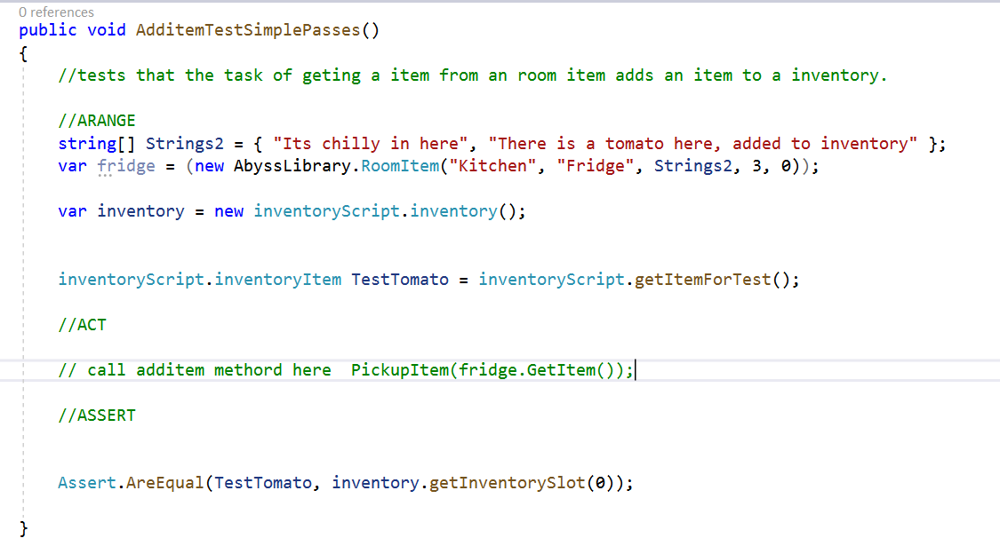 0 references
public void AdditemTestSimplePasses()
{
//tests that the task of geting a item from an room item adds an item to a inventory.
//ARANGE
string[] Strings2 = { "Its chilly in here", "There is a tomato here, added to inventory" };
var fridge = (new AbyssLibrary.RoomItem("Kitchen", "Fridge", Strings2, 3, 0));
var inventory = new inventoryScript.inventory();
inventoryScript.inventoryItem TestTomato = inventoryScript.getItemForTest();
//ACT
// call additem methord here  PickupItem(fridge.GetItem());
//ASSERT
Assert.AreEqual(TestTomato, inventory.getInventorySlot(0));
}